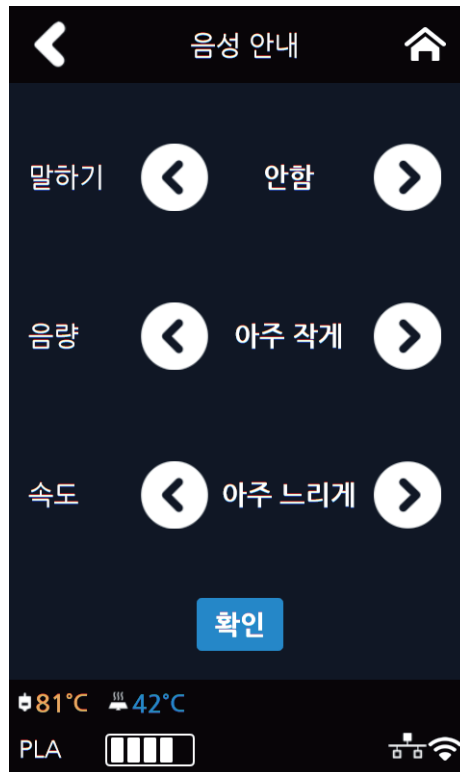 음성 안내
말하기 안함
음량 아주 작게
속도 아주 느리게
확인
81°C 42°C
PLA